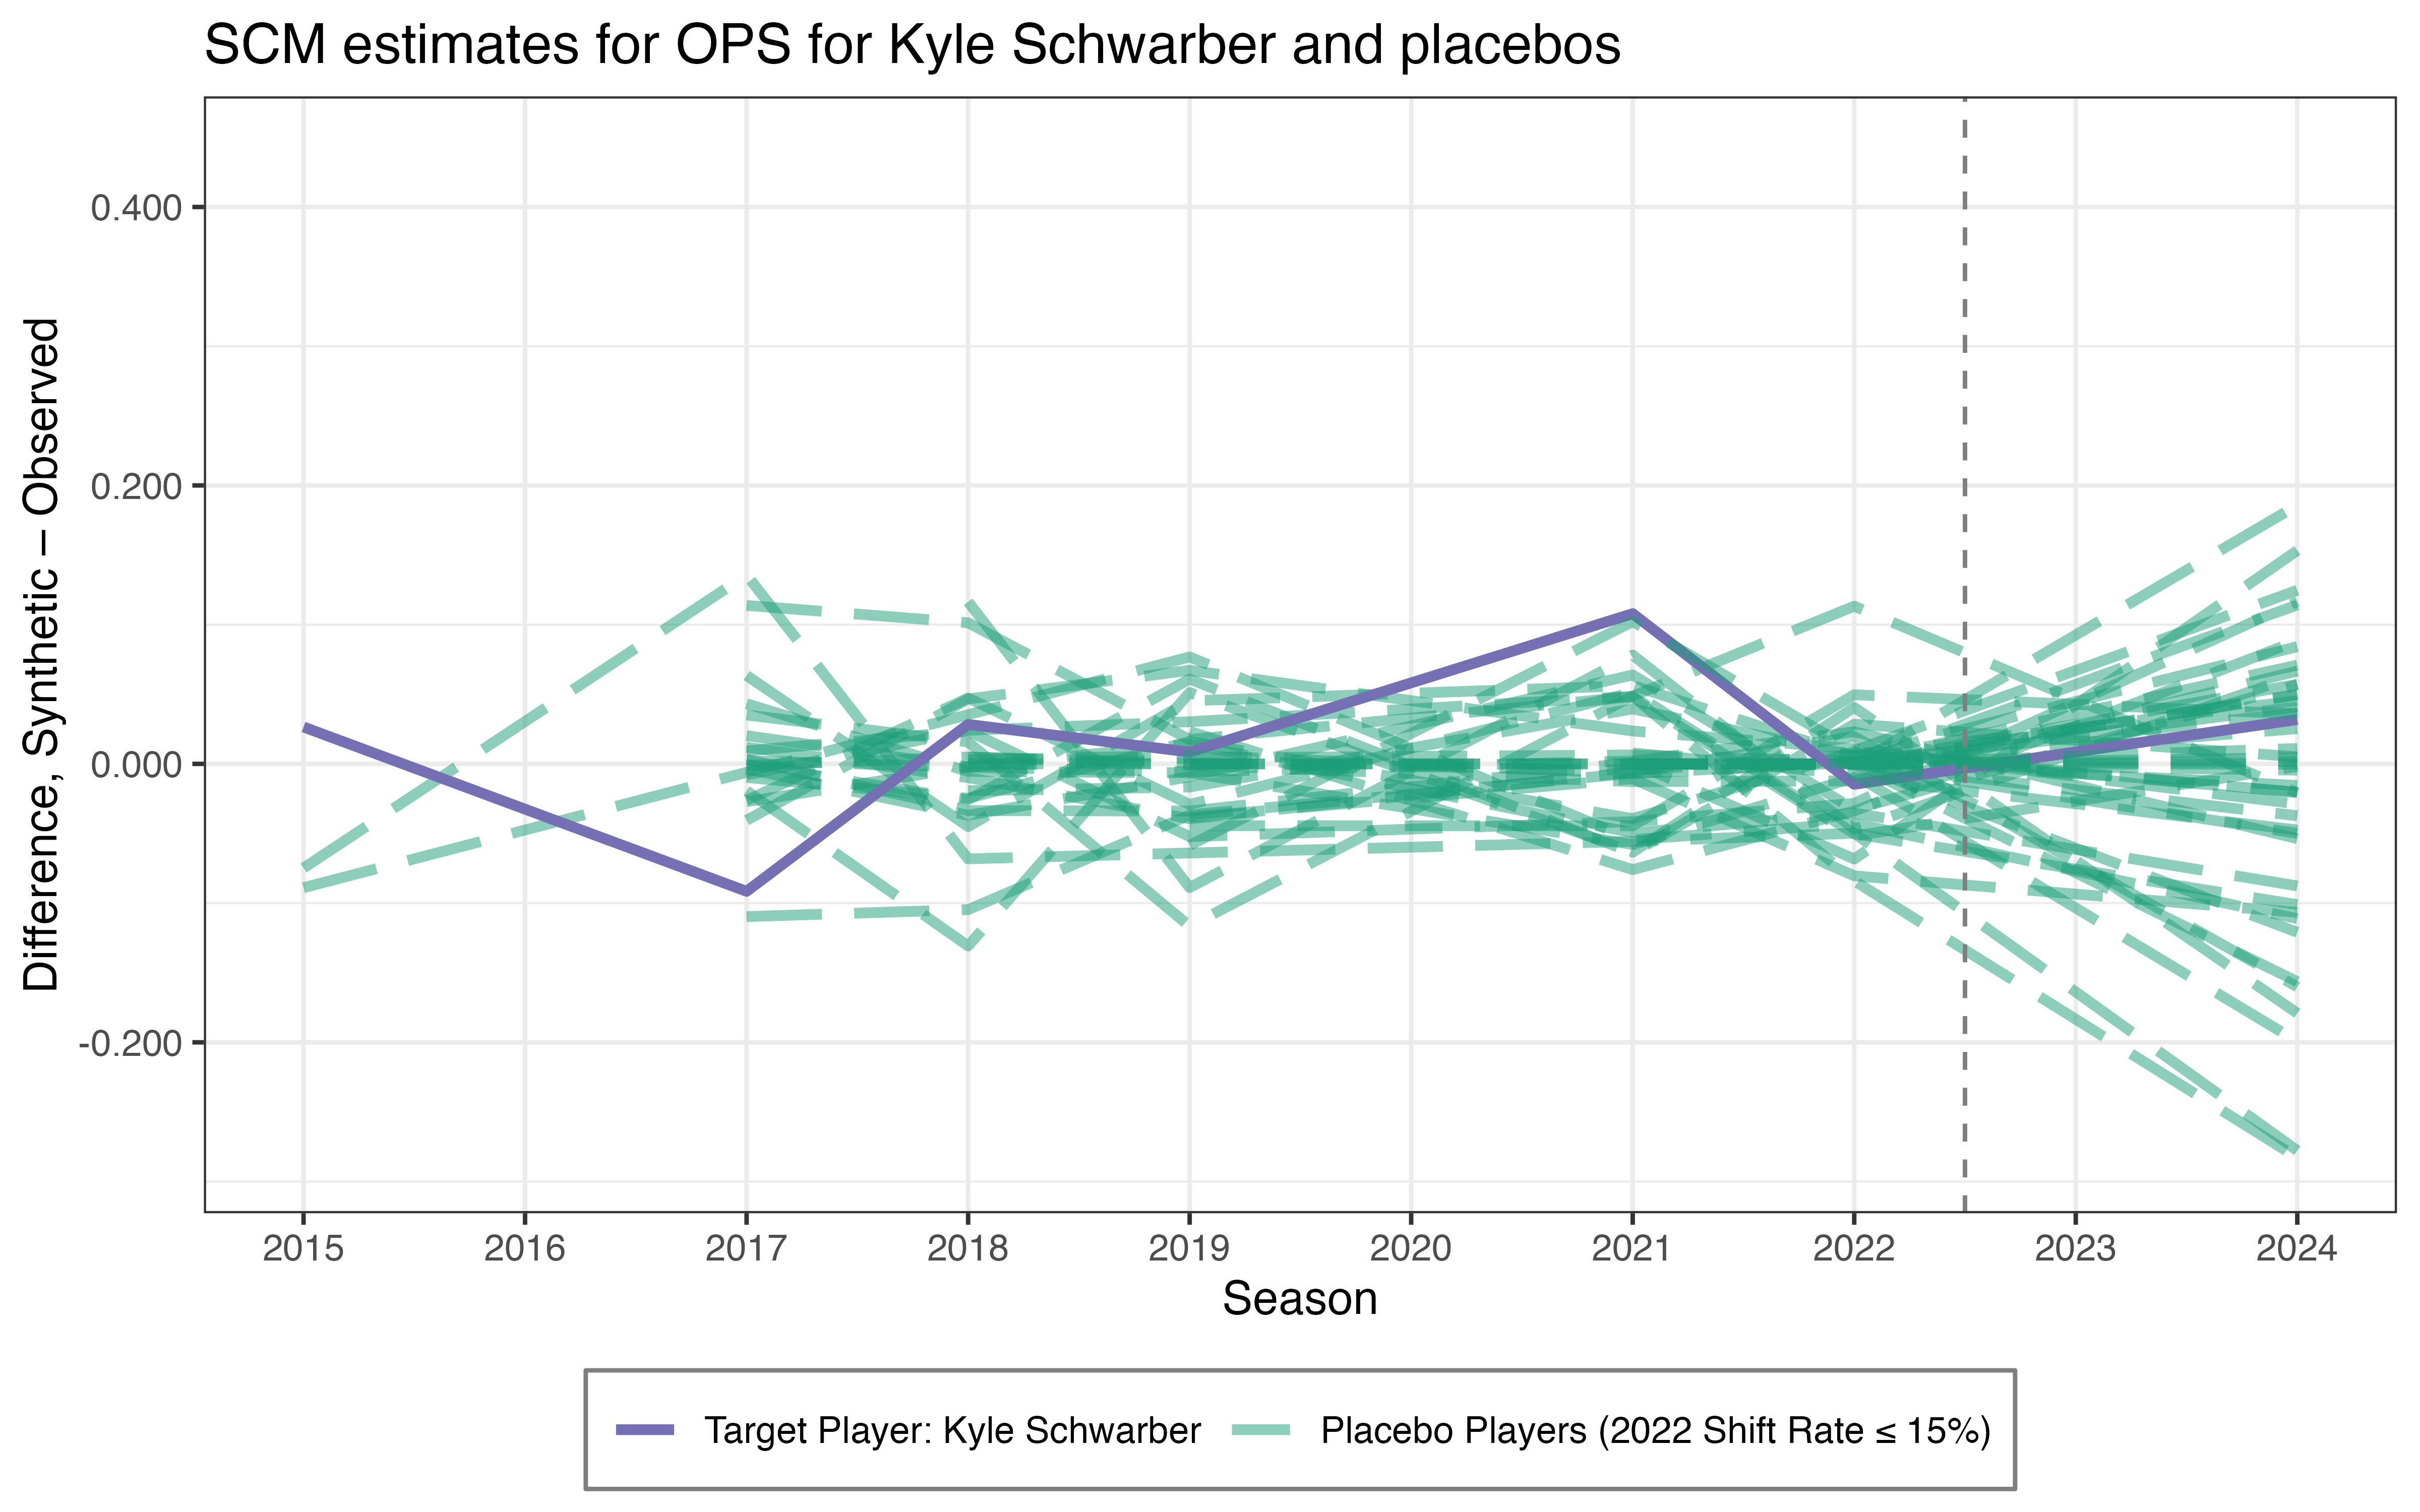 SCM estimates for OPS for Kyle Schwarber and placebos
Difference, Synthetic – Observed
0.400
0.200
0.000
-0.200
2015 2016 2017 2018 2019 2020 2021 2022 2023 2024
Season
Target Player: Kyle Schwarber Placebo Players (2022 Shift Rate ≤ 15%)